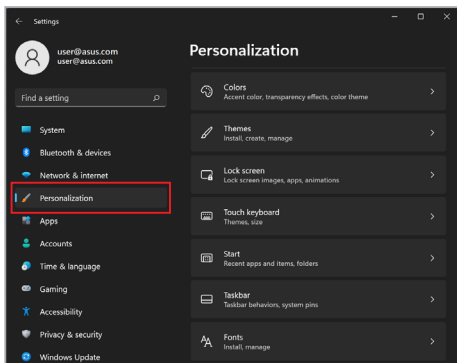 Settings
user@asus.com
user@asus.com
Find a setting
System
Bluetooth & devices
Network & internet
Personalization
Apps
Accounts
Time & language
Gaming
Accessibility
Privacy & security
Windows Update
Personalization
Colors
Accent color, transparency effects, color theme
Themes
Install, create, manage
Lock screen
Lock screen images, apps, animations
Touch keyboard
Themes, size
Start
Recent apps and items, folders
Taskbar
Taskbar behaviors, system pins
Fonts
Install, manage